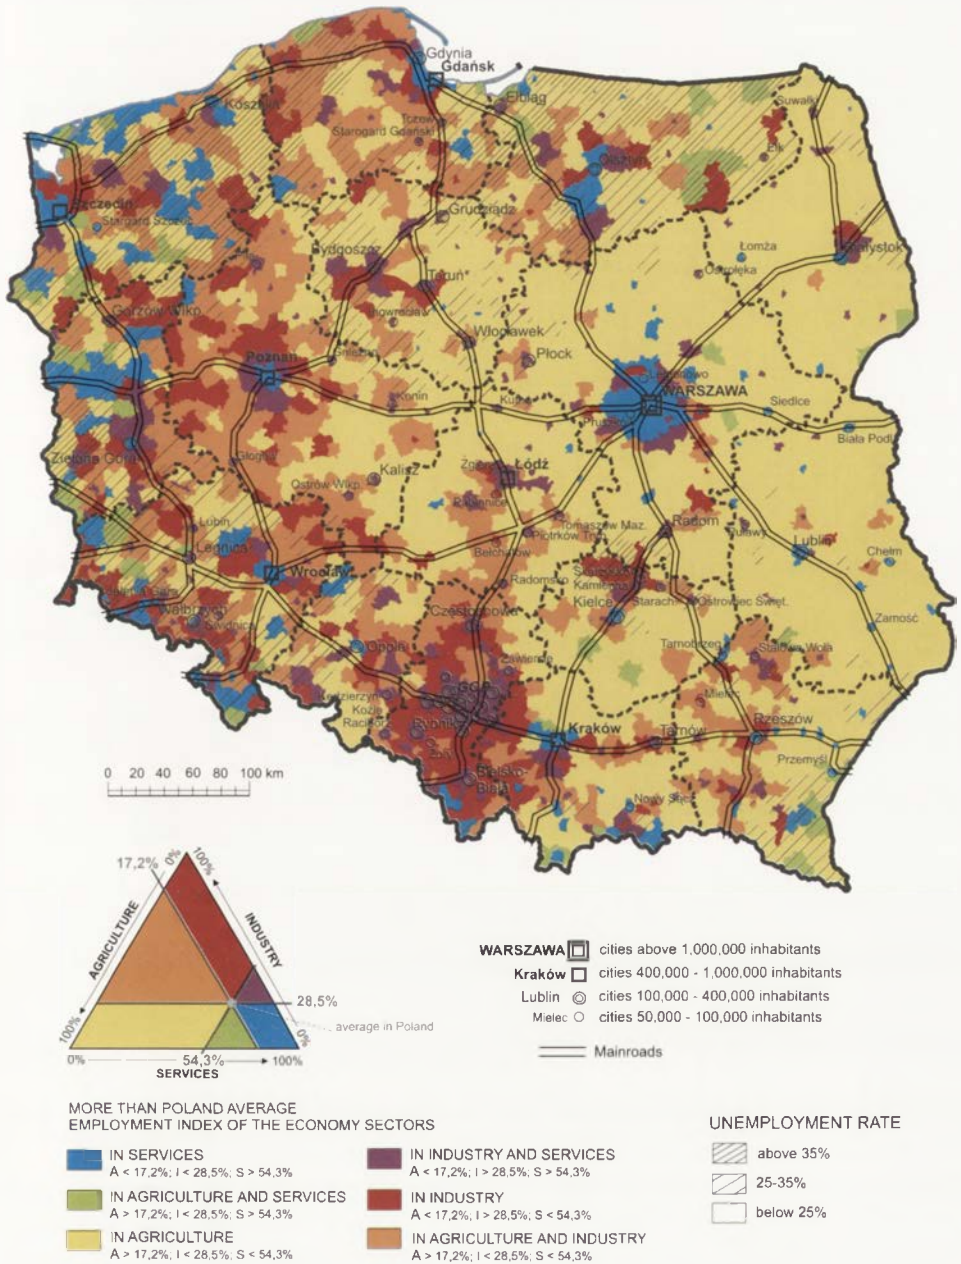 Gdynia
Gdańsk
Elbląg
Suwałki
Koszalin
Tczew
Starogard Gdański
Ełk
Olsztyn
Szczecin
Stargard Szcz.
Grudziądz
Bydgoszcz
Białystok
Łomża
Toruń*
Ostrołęka
Gorzów Wlkp.
Inowrocław
Włocławek
Płock
Poznań
Gniezno
Legionowo
WARSZAWA
Konin
Kutno
Siedlce
Biała Podl.
Zielona Góra
Głogów
Kalisz
Ostrów Wlkp.
Łódź
Pabianice
Lubin
Tomaszów Maz.
Piotrków Tryb.
Radom
Puławy
Bełchatów
Lublin
Legnica
Wrocław
Radomsko
Chełm
Wałbrzych
Świdnica
Kielce
Starach.
Ostrowiec Święt.
Częstochowa
Zamość
Opole
Zawiercie
Tarnobrzeg
Stalowa Wola
Kędzierzyn
Koźle
Racibórz
Mielec
Rybnik
Kraków
Tarnów
Rzeszów
Bielsko-
Biała
Przemyśl
Nowy Sącz
0 20 40 60 80 100 km
17,2%
0%
100%
AGRICULTURE
INDUSTRY
28,5%
average in Poland
100%
0%
0%
54,3%
100%
SERVICES
WARSZAWA cities above 1,000,000 inhabitants
Kraków cities 400,000 - 1,000,000 inhabitants
Lublin cities 100,000 - 400,000 inhabitants
Mielec cities 50,000 - 100,000 inhabitants
Mainroads
MORE THAN POLAND AVERAGE
EMPLOYMENT INDEX OF THE ECONOMY SECTORS
IN SERVICES
A < 17,2%; I < 28,5%; S > 54,3%
IN AGRICULTURE AND SERVICES
A > 17,2%; I < 28,5%; S > 54,3%
IN AGRICULTURE
A > 17,2%; I < 28,5%; S < 54,3%
IN INDUSTRY AND SERVICES
A < 17,2%; I > 28,5%; S > 54,3%
IN INDUSTRY
A < 17,2%; I > 28,5%; S < 54,3%
IN AGRICULTURE AND INDUSTRY
A > 17,2%; I < 28,5%; S < 54,3%
UNEMPLOYMENT RATE
above 35%
25-35%
below 25%